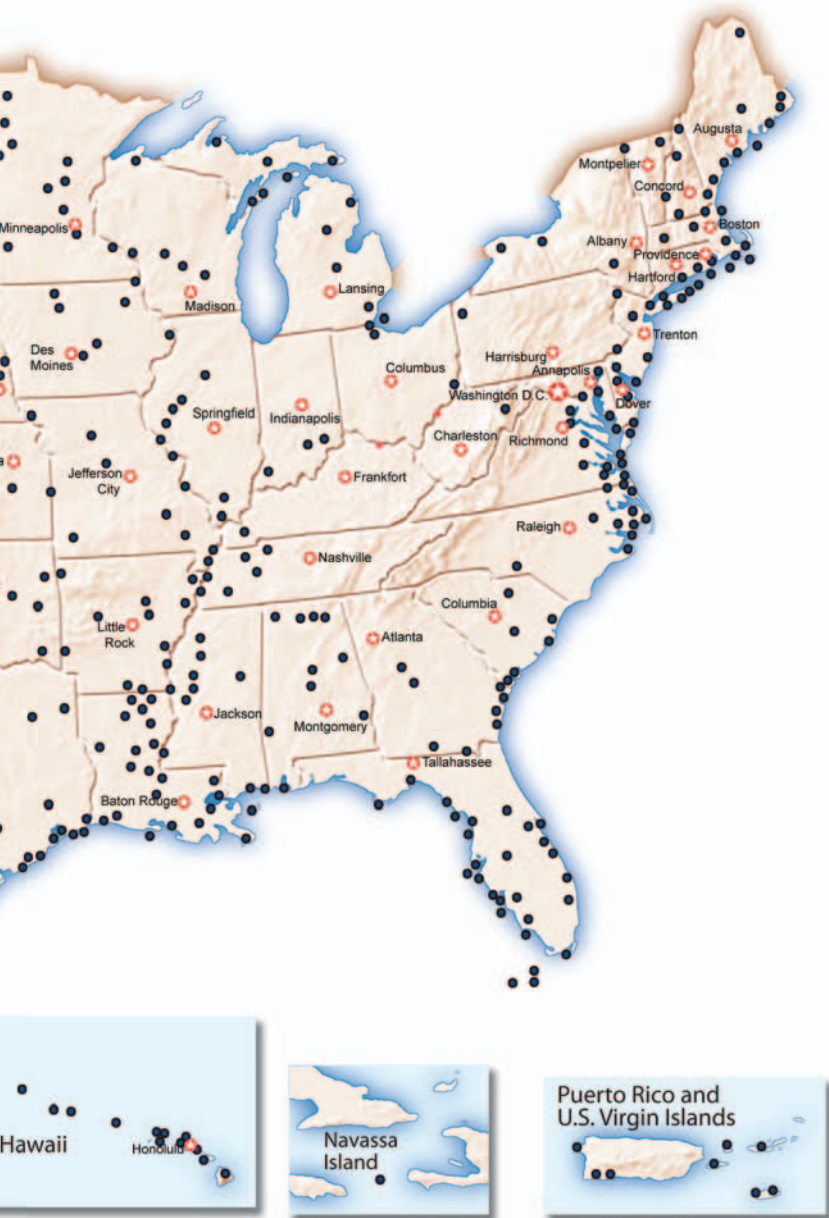 Augusta
Montpelier
Concord
Minneapolis
Boston
Albany
Providence
Hartford
Lansing
Madison
Trenton
Des
Moines
Harrisburg
Columbus
Annapolis
Washington D.C.
Dover
Springfield
Indianapolis
Charleston
Richmond
a
Jefferson
City
Frankfort
Raleigh
Nashville
Columbia
Little
Rock
Atlanta
Jackson
Montgomery
Tallahassee
Baton Rouge
Puerto Rico and
U.S. Virgin Islands
Hawaii
Honolulu
Navassa
Island